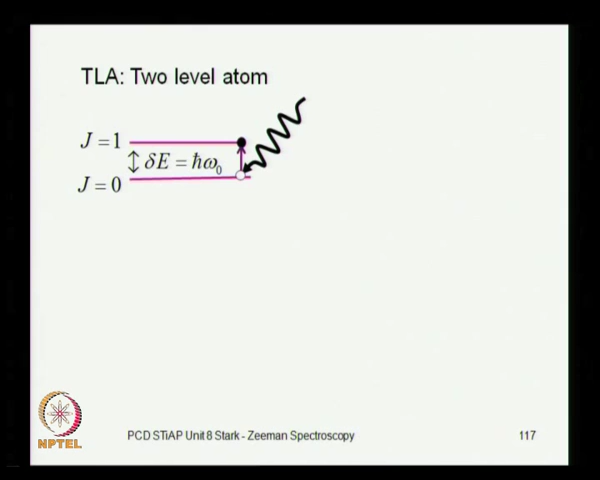 TLA: Two level atom
J = 1
δE = ℏω₀
J = 0
NPTEL
PCD STiAP Unit 8 Stark - Zeeman Spectroscopy
117